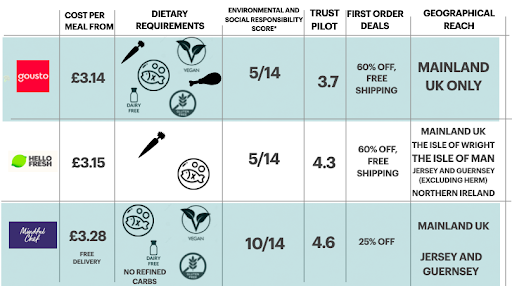 COST PER
MEAL FROM
DIETARY
REQUIREMENTS
ENVIRONMENTAL AND
SOCIAL RESPONSIBILITY
SCORE*
TRUST
PILOT
FIRST ORDER
DEALS
GEOGRAPHICAL
REACH
gousto
£3.14
VEGAN
DAIRY
FREE
5/14
3.7
60% OFF,
FREE
SHIPPING
MAINLAND
UK ONLY
HELLO
FRESH
£3.15
5/14
4.3
60% OFF,
FREE
SHIPPING
MAINLAND UK
THE ISLE OF WRIGHT
THE ISLE OF MAN
JERSEY AND GUERNSEY
(EXCLUDING HERM)
NORTHERN IRELAND
Mindful
Chef
£3.28
FREE
DELIVERY
VEGAN
DAIRY
FREE
NO REFINED
CARBS
10/14
4.6
25% OFF
MAINLAND UK
JERSEY AND
GUERNSEY